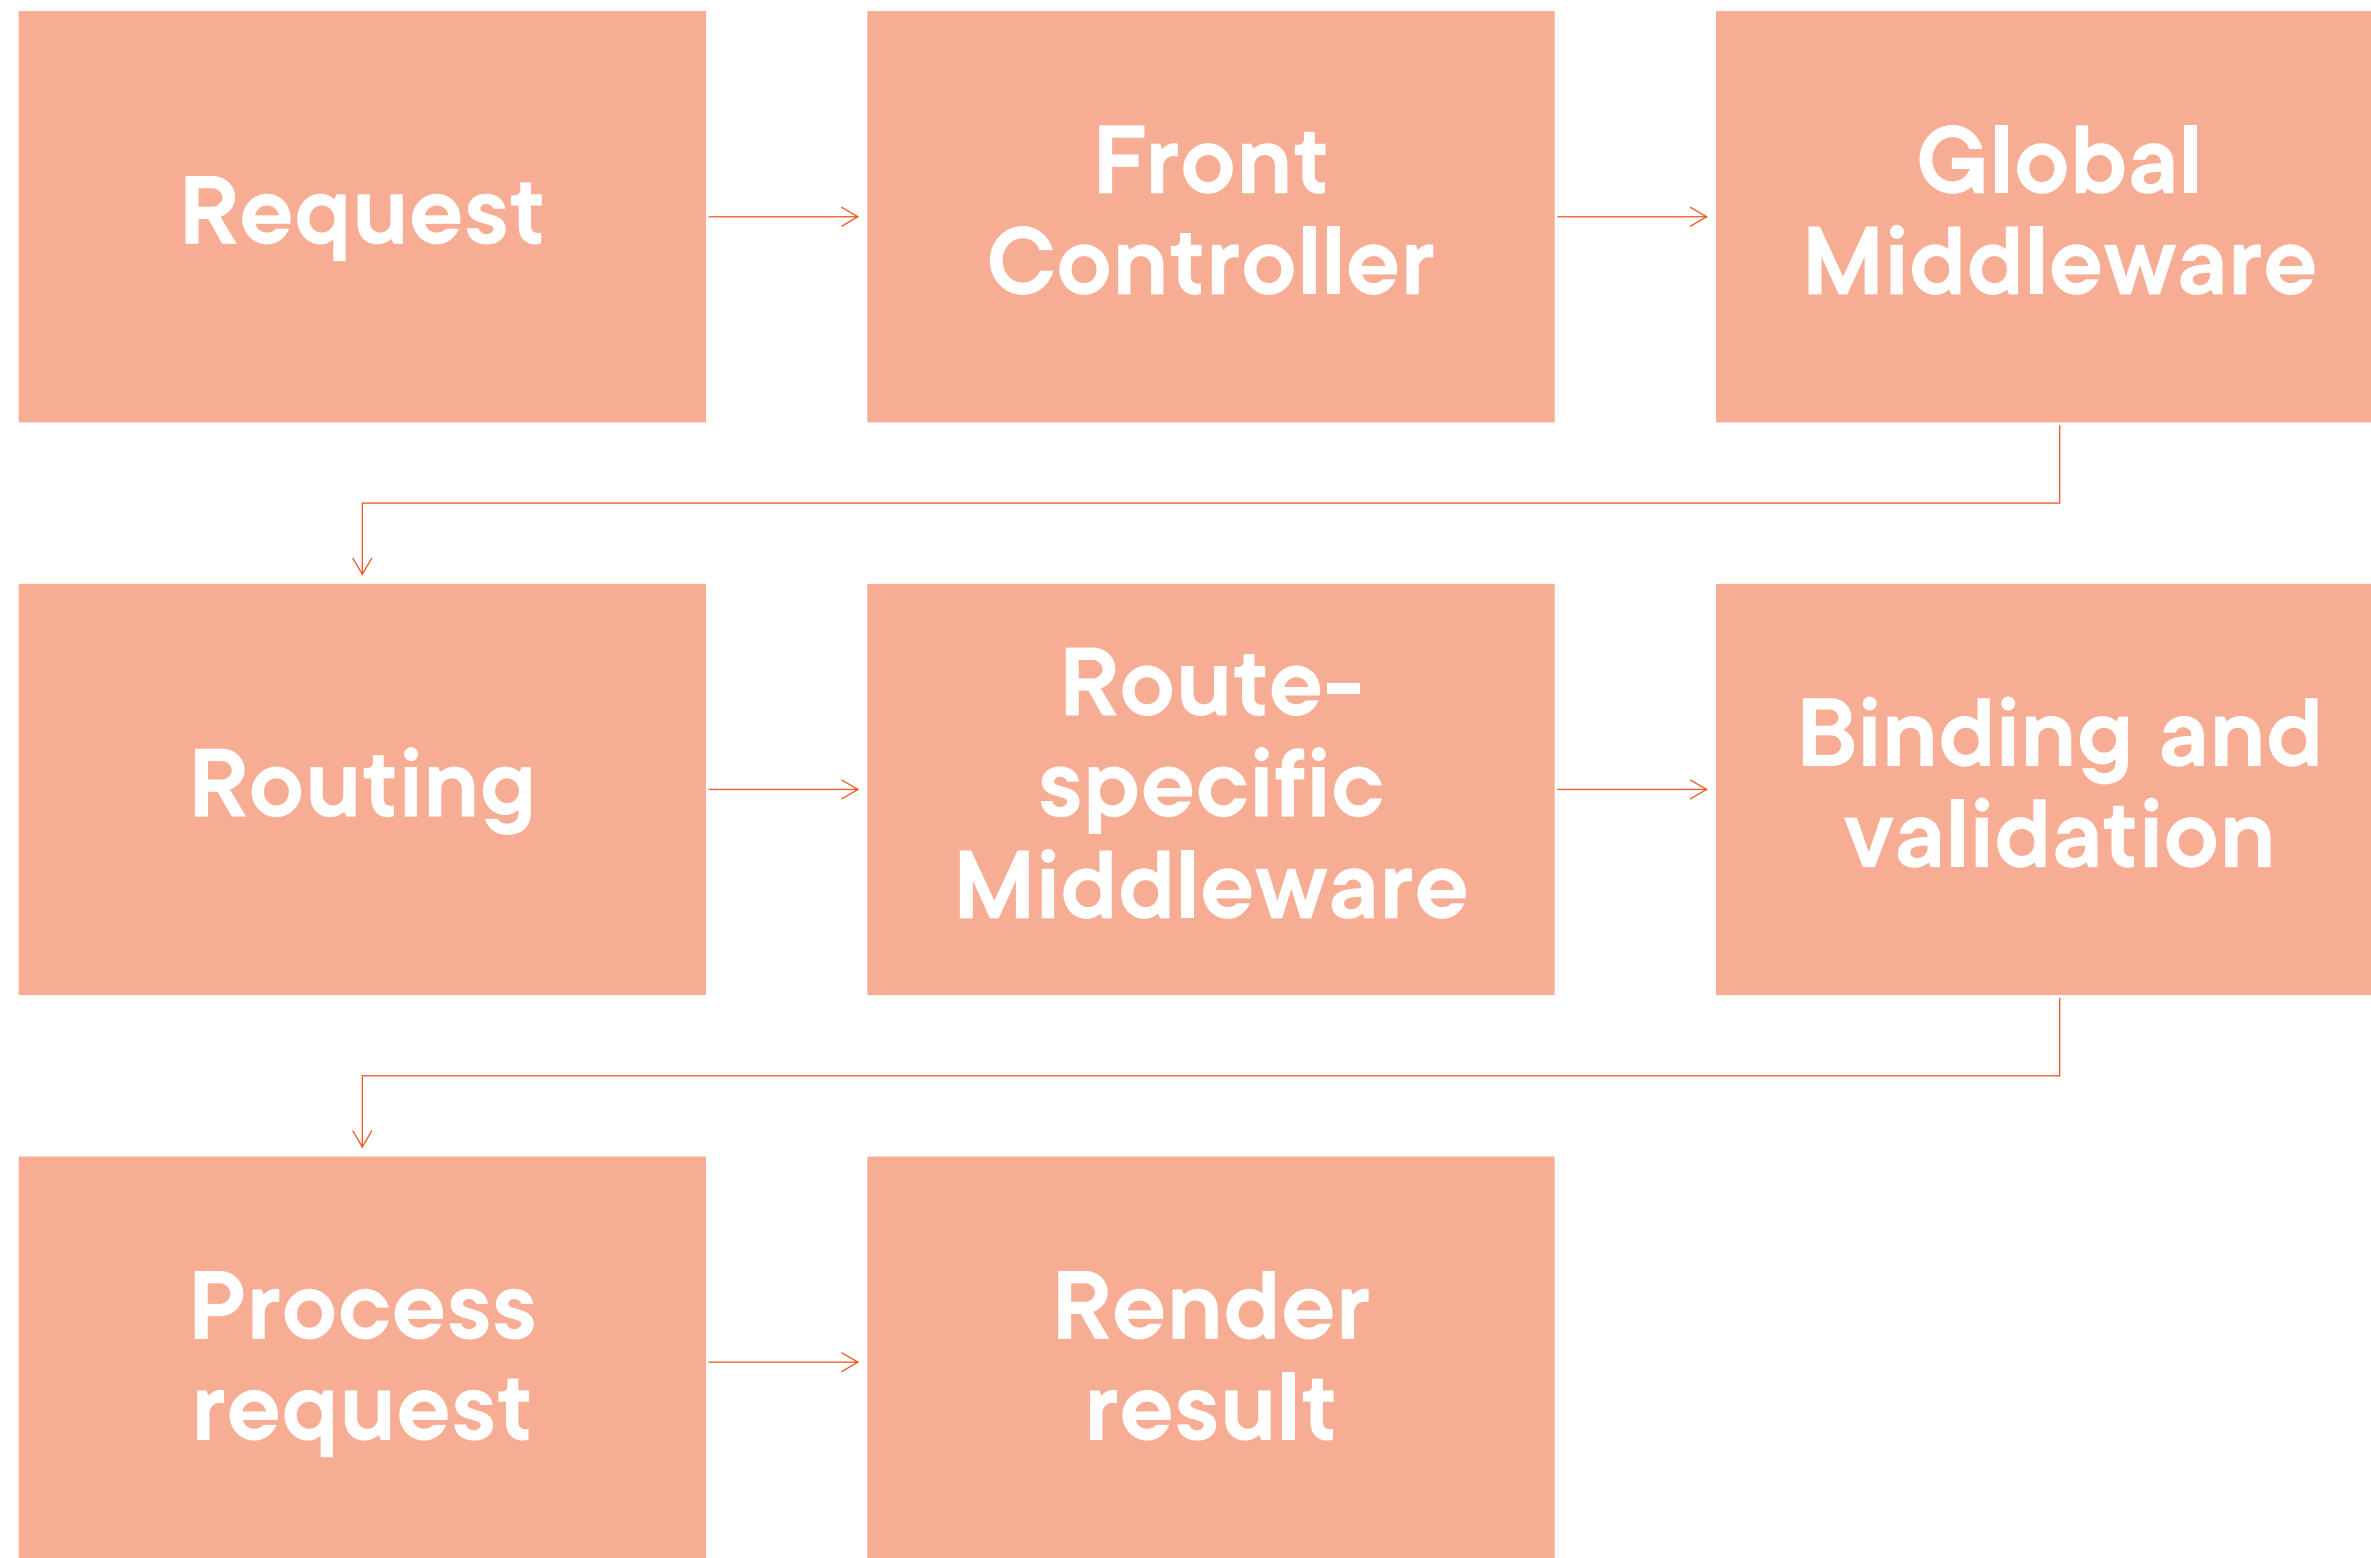 Request
Front
Controller
Global
Middleware
Routing
Route-
specific
Middleware
Binding and
validation
Process
request
Render
result